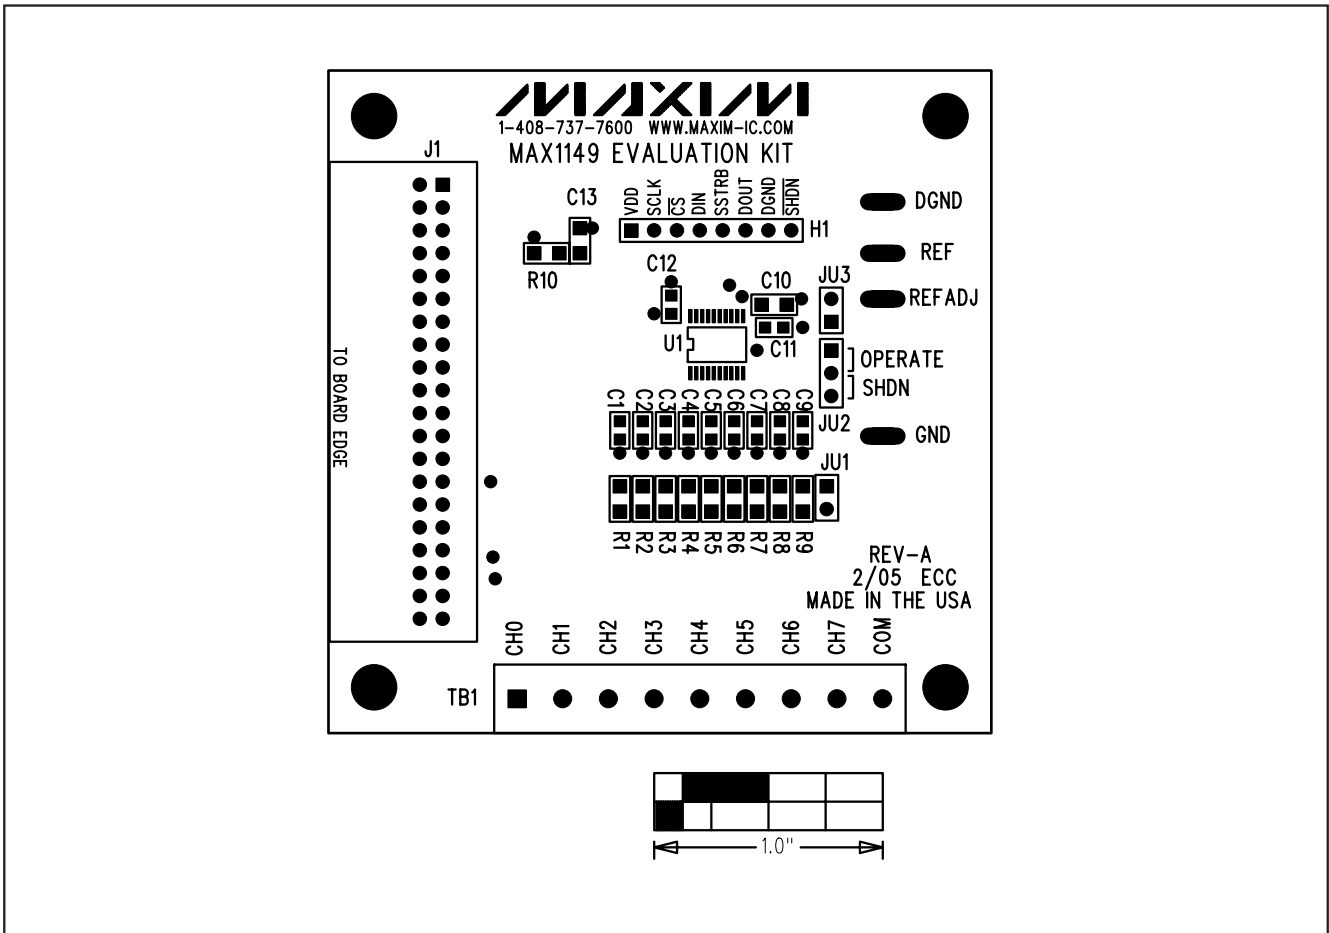 MAXIM
1-408-737-7600 WWW.MAXIM-IC.COM
MAX1149 EVALUATION KIT
J1
C13
VDD
SCLK
CS
DIN
SSTRB
DOUT
DGND
SHDN
H1
DGND
REF
REFADJ
R10
C12
C10
JU3
U1
C11
OPERATE
SHDN
JU2
GND
TO BOARD EDGE
C1
C2
C3
C4
C5
C6
C7
C8
C9
JU1
R1
R2
R3
R4
R5
R6
R7
R8
R9
REV-A
2/05 ECC
MADE IN THE USA
CH0
CH1
CH2
CH3
CH4
CH5
CH6
CH7
COM
TB1
1.0"